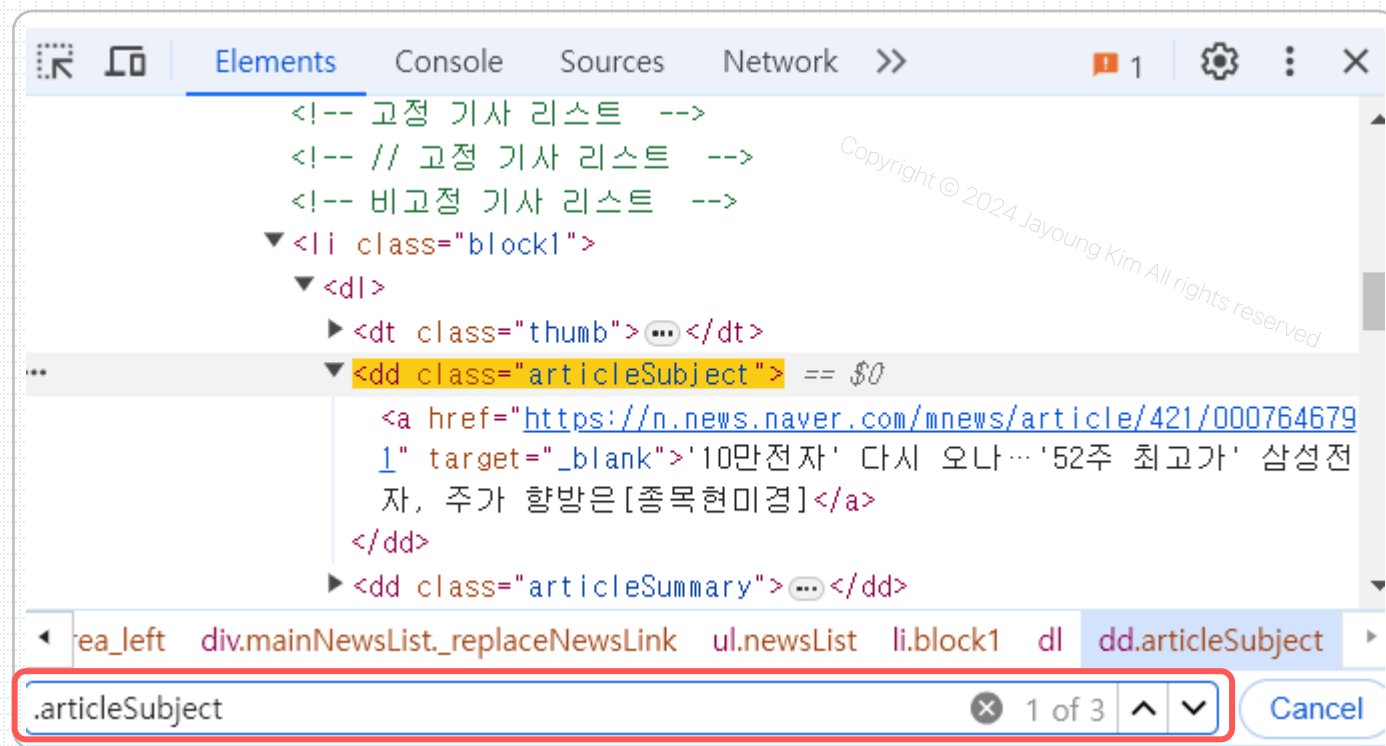 Elements Console Sources Network 1
<!-- 고정 기사 리스트 -->
<!-- // 고정 기사 리스트 -->
<!-- 비고정 기사 리스트 -->
Copyright © 2024 Jayoung Kim All rights reserved
<li class="block1">
<dl>
<dt class="thumb">…</dt>
<dd class="articleSubject"> == $0
<a href="https://n.news.naver.com/mnews/article/421/000764679
1" target="_blank">'10만전자' 다시 오나…'52주 최고가' 삼성전
자, 주가 향방은[종목현미경]</a>
</dd>
<dd class="articleSummary">…</dd>
rea_left div.mainNewsList._replaceNewsLink ul.newsList li.block1 dl dd.articleSubject
.articleSubject 1 of 3 Cancel